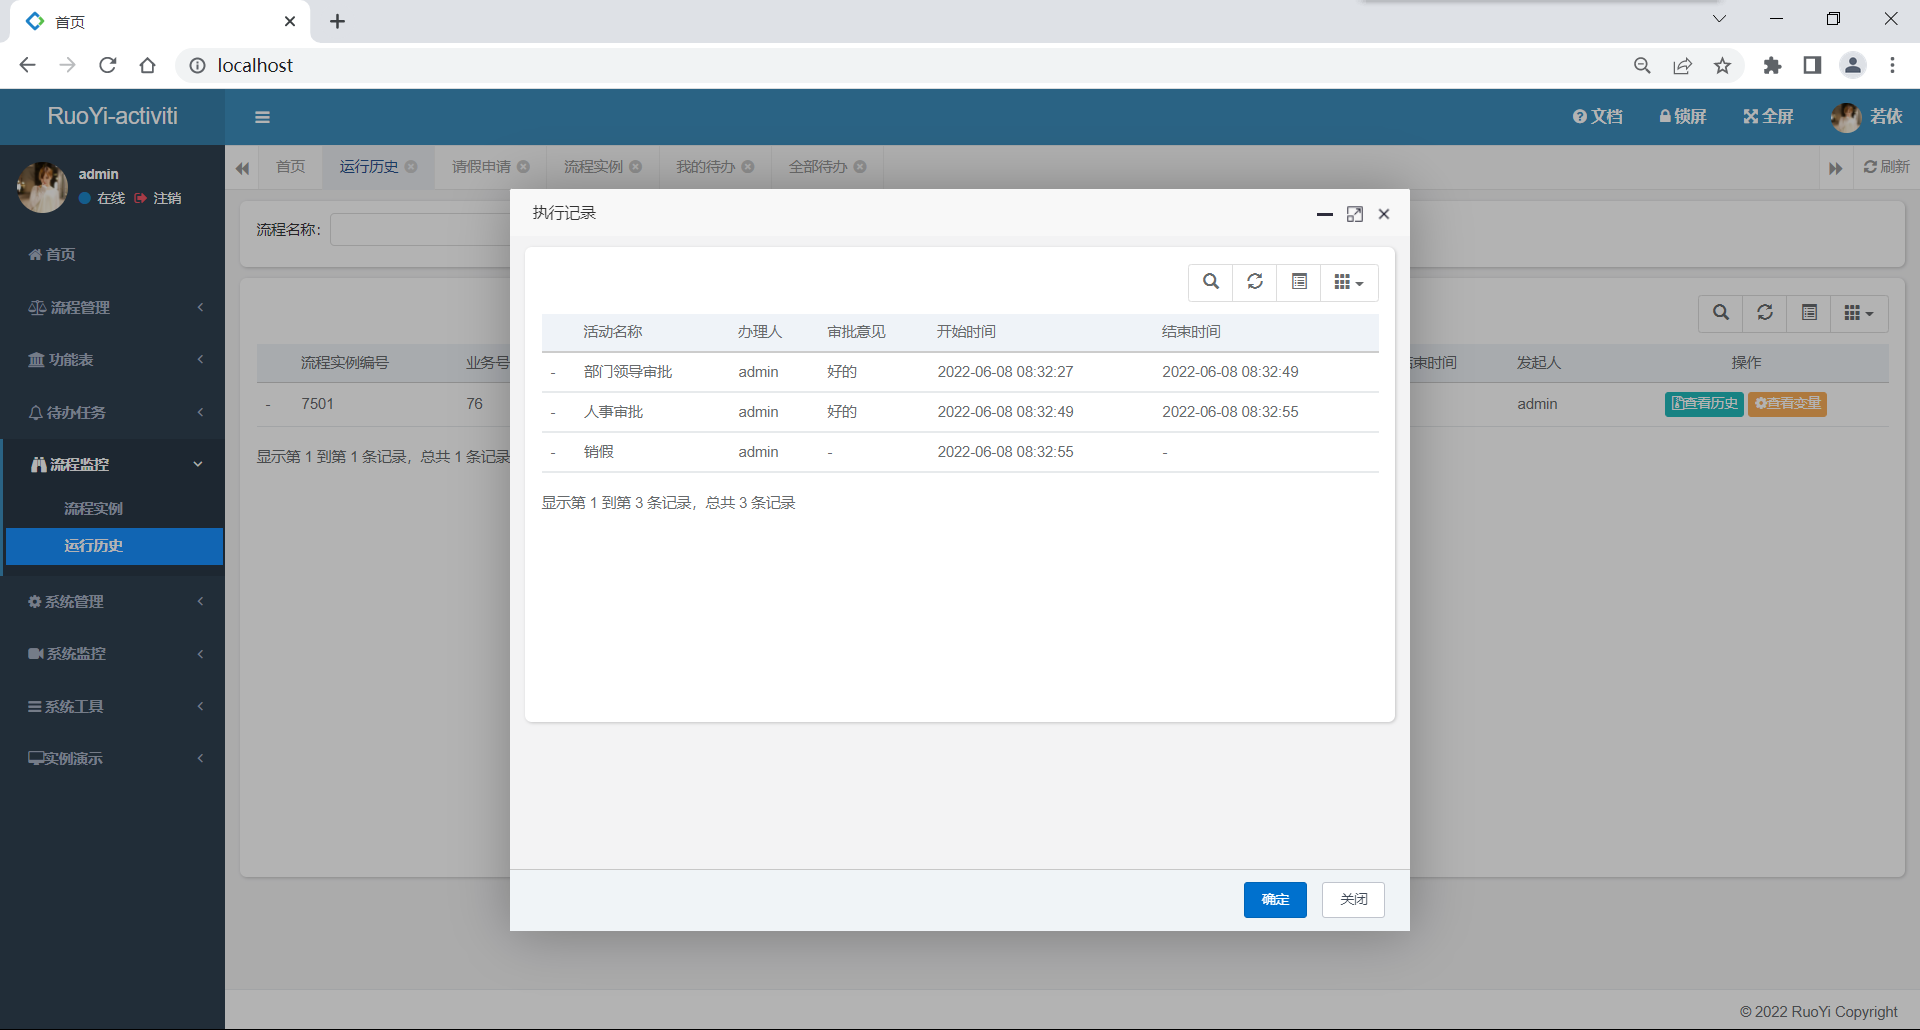 首页
localhost
RuoYi-activiti
文档 锁屏 全屏 若依
admin
在线 注销
首页 运行历史 请假申请 流程实例 我的待办 全部待办 刷新
首页
流程管理
功能表
待办任务
流程监控
流程实例
运行历史
系统管理
系统监控
系统工具
实例演示
流程名称：
流程实例编号 业务号 束时间 发起人 操作
- 7501 76 admin 查看历史 查看变量
显示第 1 到第 1 条记录，总共 1 条记录
执行记录
活动名称 办理人 审批意见 开始时间 结束时间
- 部门领导审批 admin 好的 2022-06-08 08:32:27 2022-06-08 08:32:49
- 人事审批 admin 好的 2022-06-08 08:32:49 2022-06-08 08:32:55
- 销假 admin - 2022-06-08 08:32:55 -
显示第 1 到第 3 条记录，总共 3 条记录
确定 关闭
© 2022 RuoYi Copyright